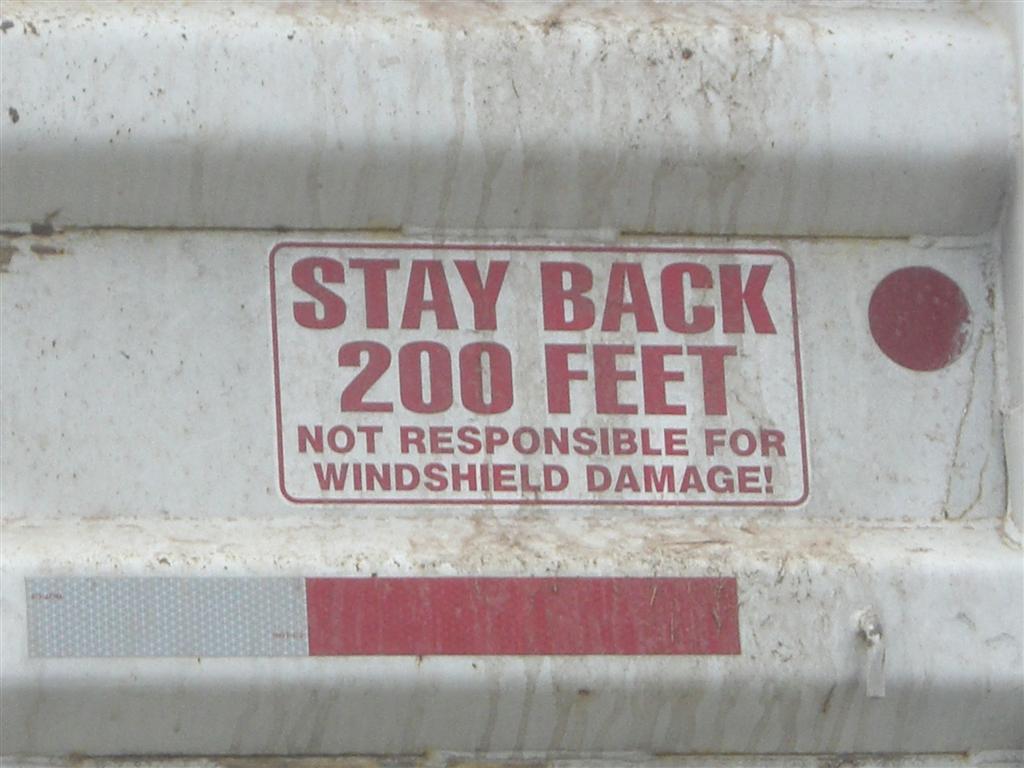 STAY BACK
200 FEET
NOT RESPONSIBLE FOR
WINDSHIELD DAMAGE!